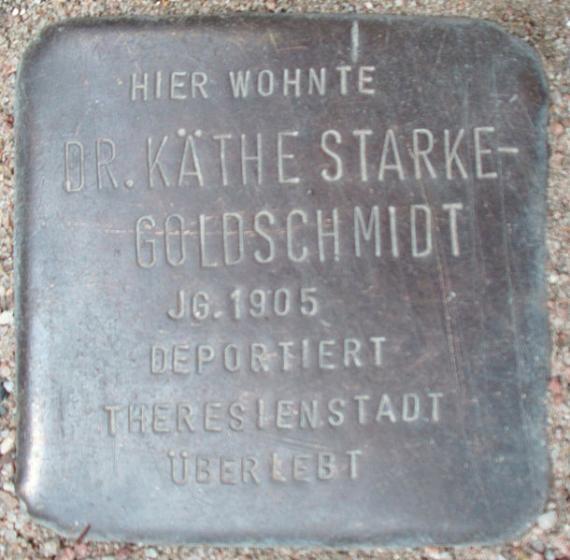 HIER WOHNTE
DR. KÄTHE STARKE-
GOLDSCHMIDT
JG. 1905
DEPORTIERT
THERESIENSTADT
ÜBERLEBT